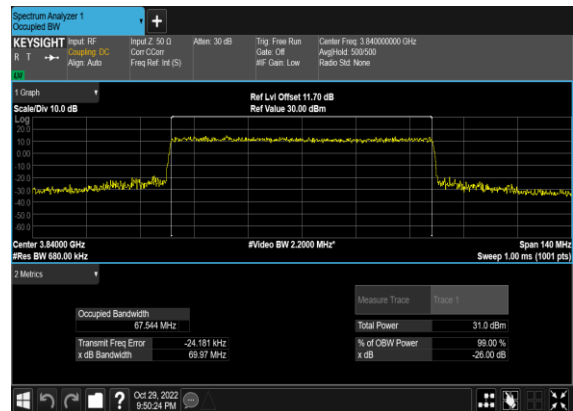 Spectrum Analyzer 1
Occupied BW
KEYSIGHT Input: RF Input Z: 50 Ω Atten: 30 dB Trig: Free Run Center Freq: 3.840000000 GHz
R T Coupling: DC Corr CCorr Gate: Off Avg|Hold: 500/500
Align: Auto Freq Ref: Int (S) #IF Gain: Low Radio Std: None
LW
1 Graph Ref Lvl Offset 11.70 dB
Scale/Div 10.0 dB Ref Value 30.00 dBm
Log
20.0
10.0
0.00
-10.0
-20.0
-30.0
-40.0
-50.0
-60.0
Center 3.84000 GHz #Video BW 2.2000 MHz* Span 140 MHz
#Res BW 680.00 kHz Sweep 1.00 ms (1001 pts)
2 Metrics
Measure Trace Trace 1
Occupied Bandwidth
67.544 MHz Total Power 31.0 dBm
Transmit Freq Error -24.181 kHz % of OBW Power 99.00 %
x dB Bandwidth 69.97 MHz x dB -26.00 dB
Oct 29, 2022
9:50:24 PM